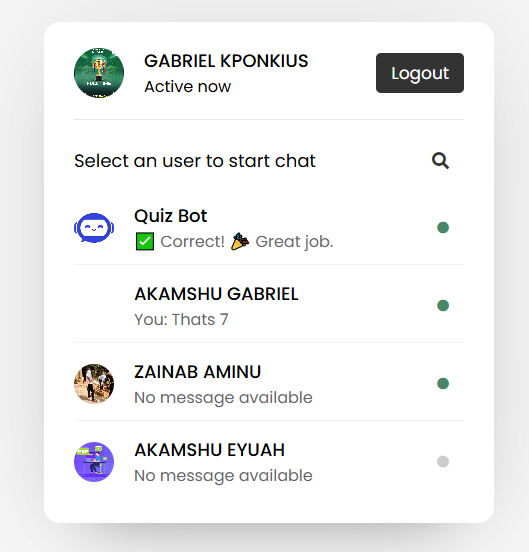 GABRIEL KPONKIUS
Active now
Logout
Select an user to start chat
Quiz Bot
✅ Correct! 🎉 Great job.
AKAMSHU GABRIEL
You: Thats 7
ZAINAB AMINU
No message available
AKAMSHU EYUAH
No message available